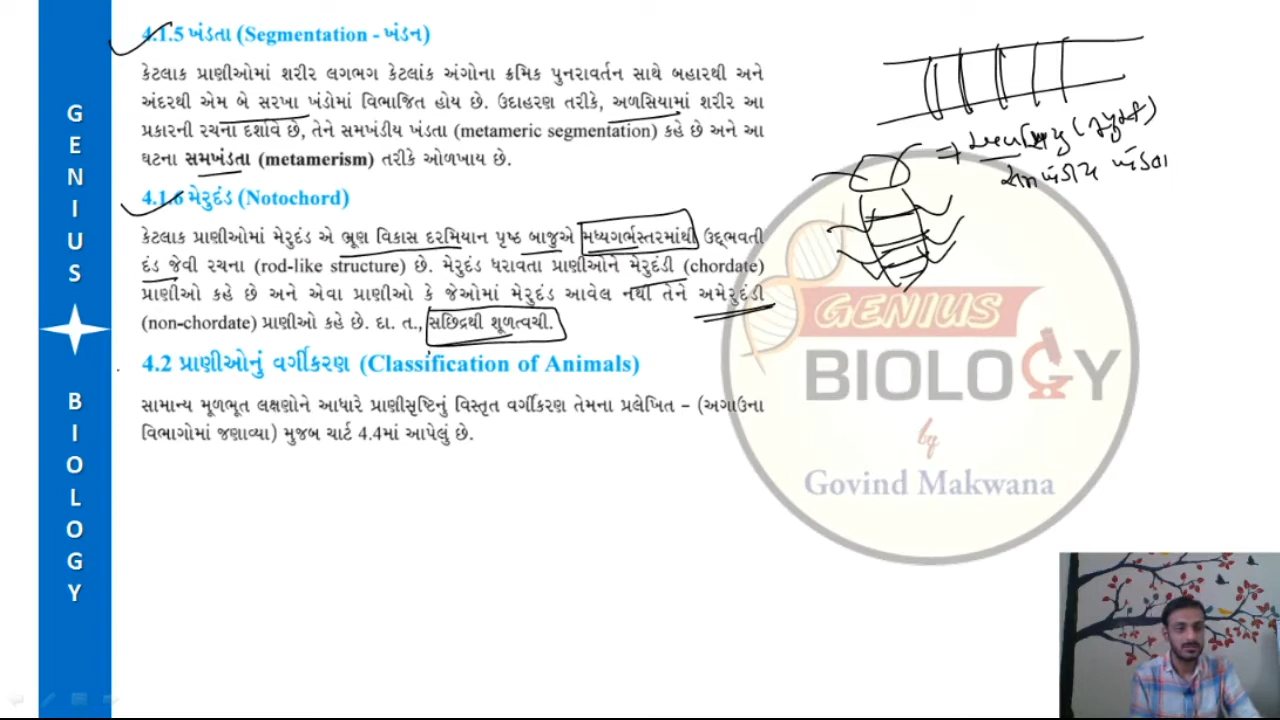 GENIUS BIOLOGY
4.1.5 ખંડતા (Segmentation - ખંડન)
કેટલાક પ્રાણીઓમાં શરીર લગભગ કેટલાંક અંગોના ક્રમિક પુનરાવર્તન સાથે બહારથી અને
અંદરથી એમ બે સરખા ખંડોમાં વિભાજિત હોય છે. ઉદાહરણ તરીકે, અળસિયામાં શરીર આ
પ્રકારની રચના દર્શાવે છે, તેને સમખંડીય ખંડતા (metameric segmentation) કહે છે અને આ
ઘટના સમખંડતા (metamerism) તરીકે ઓળખાય છે.
4.1.6 મેરુદંડ (Notochord)
કેટલાક પ્રાણીઓમાં મેરુદંડ એ ભ્રૂણ વિકાસ દરમિયાન પૃષ્ઠ બાજુએ મધ્યગર્ભસ્તરમાંથી ઉદ્દભવતી
દંડ જેવી રચના (rod-like structure) છે. મેરુદંડ ધરાવતા પ્રાણીઓને મેરુદંડી (chordate)
પ્રાણીઓ કહે છે અને એવા પ્રાણીઓ કે જેઓમાં મેરુદંડ આવેલ નથી તેને અમેરુદંડી
(non-chordate) પ્રાણીઓ કહે છે. દા. ત., સછિદ્રથી શૂળત્વચી.
4.2 પ્રાણીઓનું વર્ગીકરણ (Classification of Animals)
સામાન્ય મૂળભૂત લક્ષણોને આધારે પ્રાણીસૃષ્ટિનું વિસ્તૃત વર્ગીકરણ તેમના પ્રલેખિત – (અગાઉના
વિભાગોમાં જણાવ્યા) મુજબ ચાર્ટ 4.4માં આપેલું છે.
સમખંડીય ખંડતા
GENIUS
BIOLOGY
by
Govind Makwana